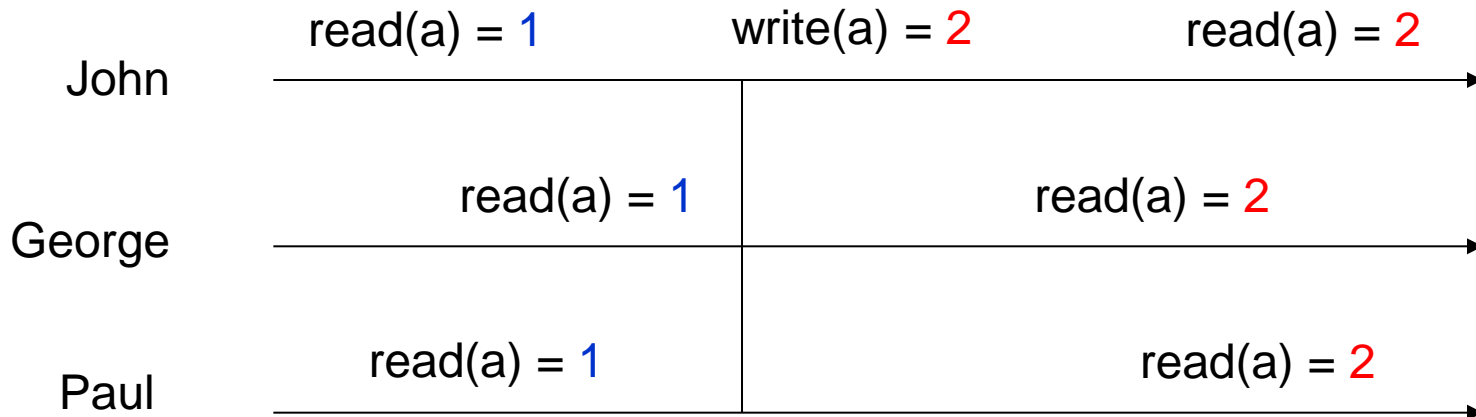 read(a) = 1 write(a) = 2 read(a) = 2
John
read(a) = 1 read(a) = 2
George
read(a) = 1 read(a) = 2
Paul